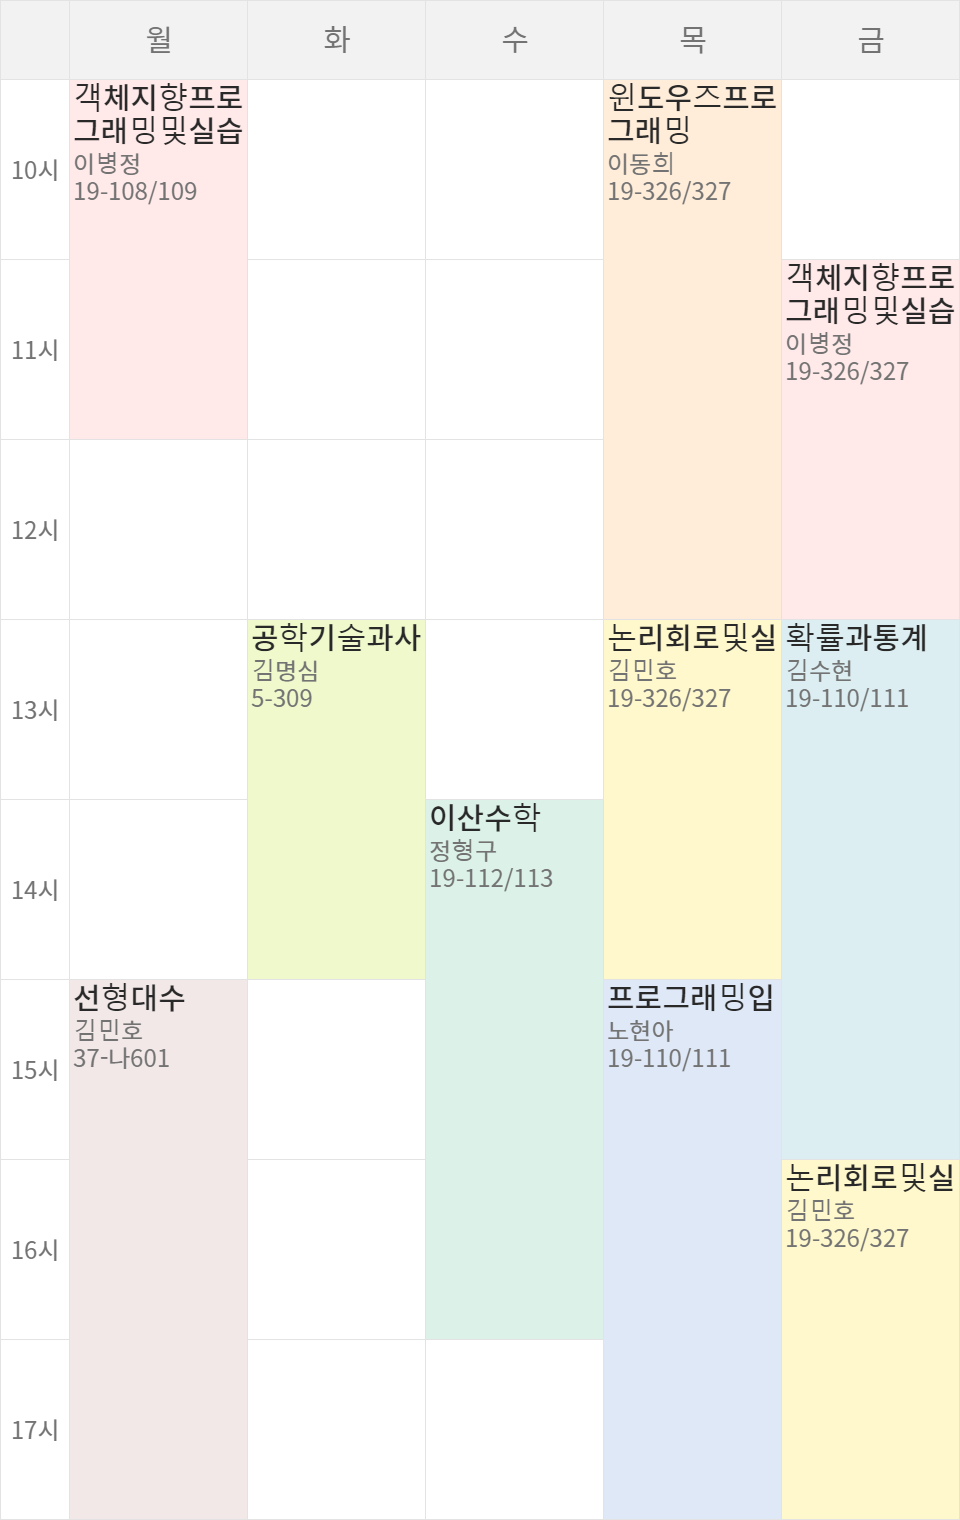 월 화 수 목 금
10시
객체지향프로
그래밍및실습
이병정
19-108/109
윈도우즈프로
그래밍
이동희
19-326/327
11시
객체지향프로
그래밍및실습
이병정
19-326/327
12시
13시
공학기술과사
김명심
5-309
논리회로및실
김민호
19-326/327
확률과통계
김수현
19-110/111
14시
이산수학
정형구
19-112/113
15시
선형대수
김민호
37-나601
프로그래밍입
노현아
19-110/111
16시
논리회로및실
김민호
19-326/327
17시